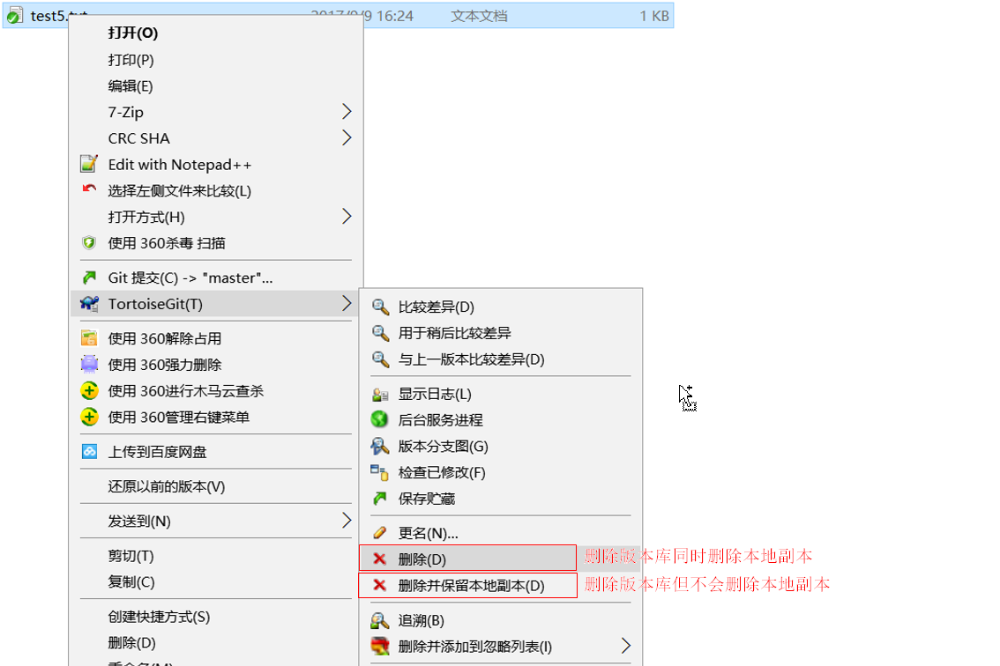 test5.txt 2017/9/9 16:24 文本文档 1 KB
打开(O)
打印(P)
编辑(E)
7-Zip
CRC SHA
Edit with Notepad++
选择左侧文件来比较(L)
打开方式(H)
使用 360杀毒 扫描
Git 提交(C) -> "master"...
TortoiseGit(T)
使用 360解除占用
使用 360强力删除
使用 360进行木马云查杀
使用 360管理右键菜单
上传到百度网盘
还原以前的版本(V)
发送到(N)
剪切(T)
复制(C)
创建快捷方式(S)
删除(D)
重命名(M)
比较差异(D)
用于稍后比较差异
与上一版本比较差异(D)
显示日志(L)
后台服务进程
版本分支图(G)
检查已修改(F)
保存贮藏
更名(N)...
删除(D) 删除版本库同时删除本地副本
删除并保留本地副本(D) 删除版本库但不会删除本地副本
追溯(B)
删除并添加到忽略列表(I)